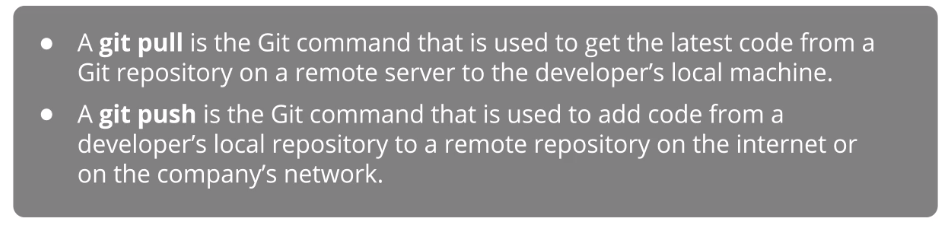 ● A git pull is the Git command that is used to get the latest code from a
Git repository on a remote server to the developer’s local machine.
● A git push is the Git command that is used to add code from a
developer’s local repository to a remote repository on the internet or
on the company’s network.